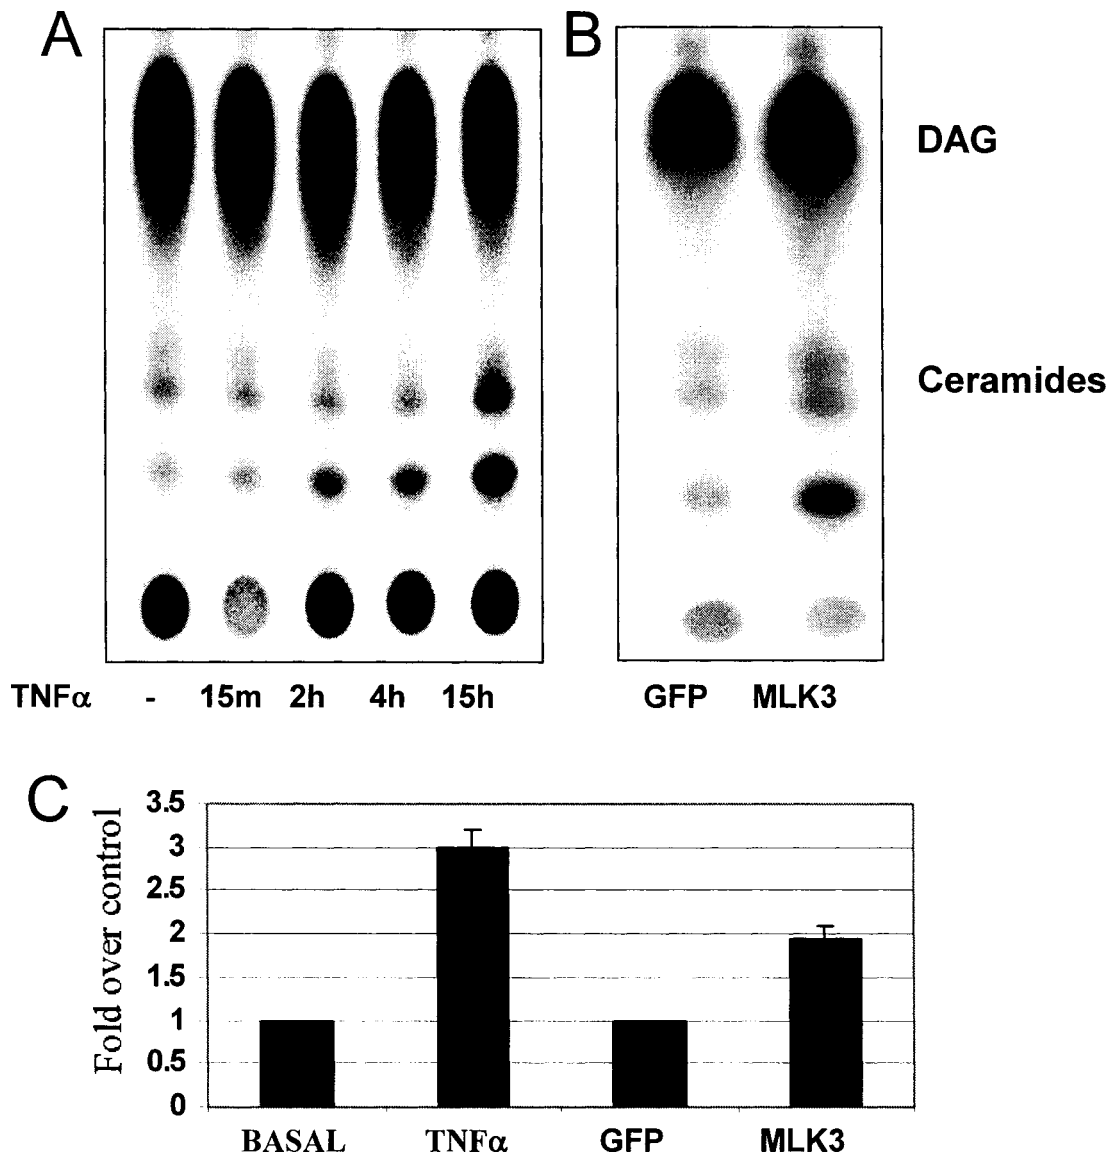 A
B
DAG
Ceramides
TNFα - 15m 2h 4h 15h
GFP MLK3
C
Fold over control
3.5
3
2.5
2
1.5
1
0.5
0
BASAL TNFα GFP MLK3